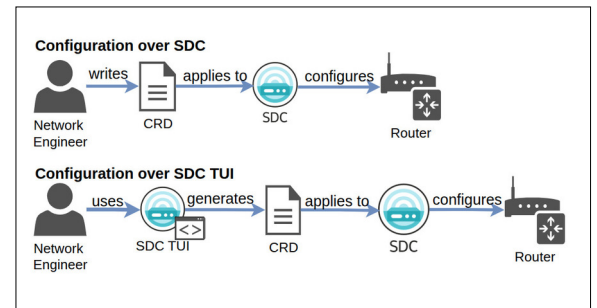 Configuration over SDC
writes
applies to
configures
Network
Engineer
CRD
SDC
Router
Configuration over SDC TUI
uses
generates
applies to
configures
<>
Network
Engineer
SDC TUI
CRD
SDC
Router